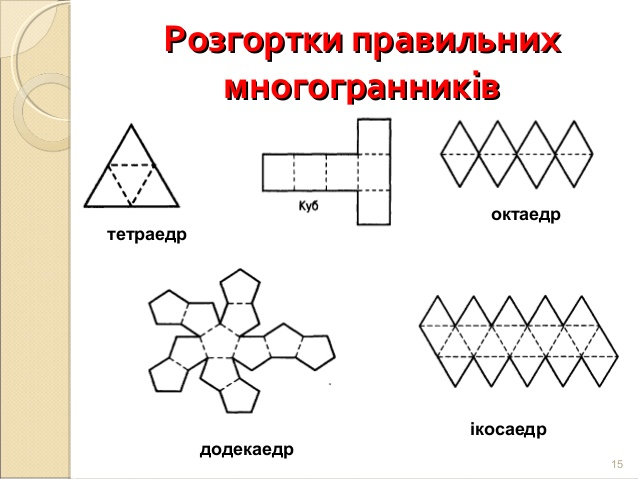 Розгортки правильних
многогранників
Куб
октаедр
тетраедр
ікосаедр
додекаедр
15